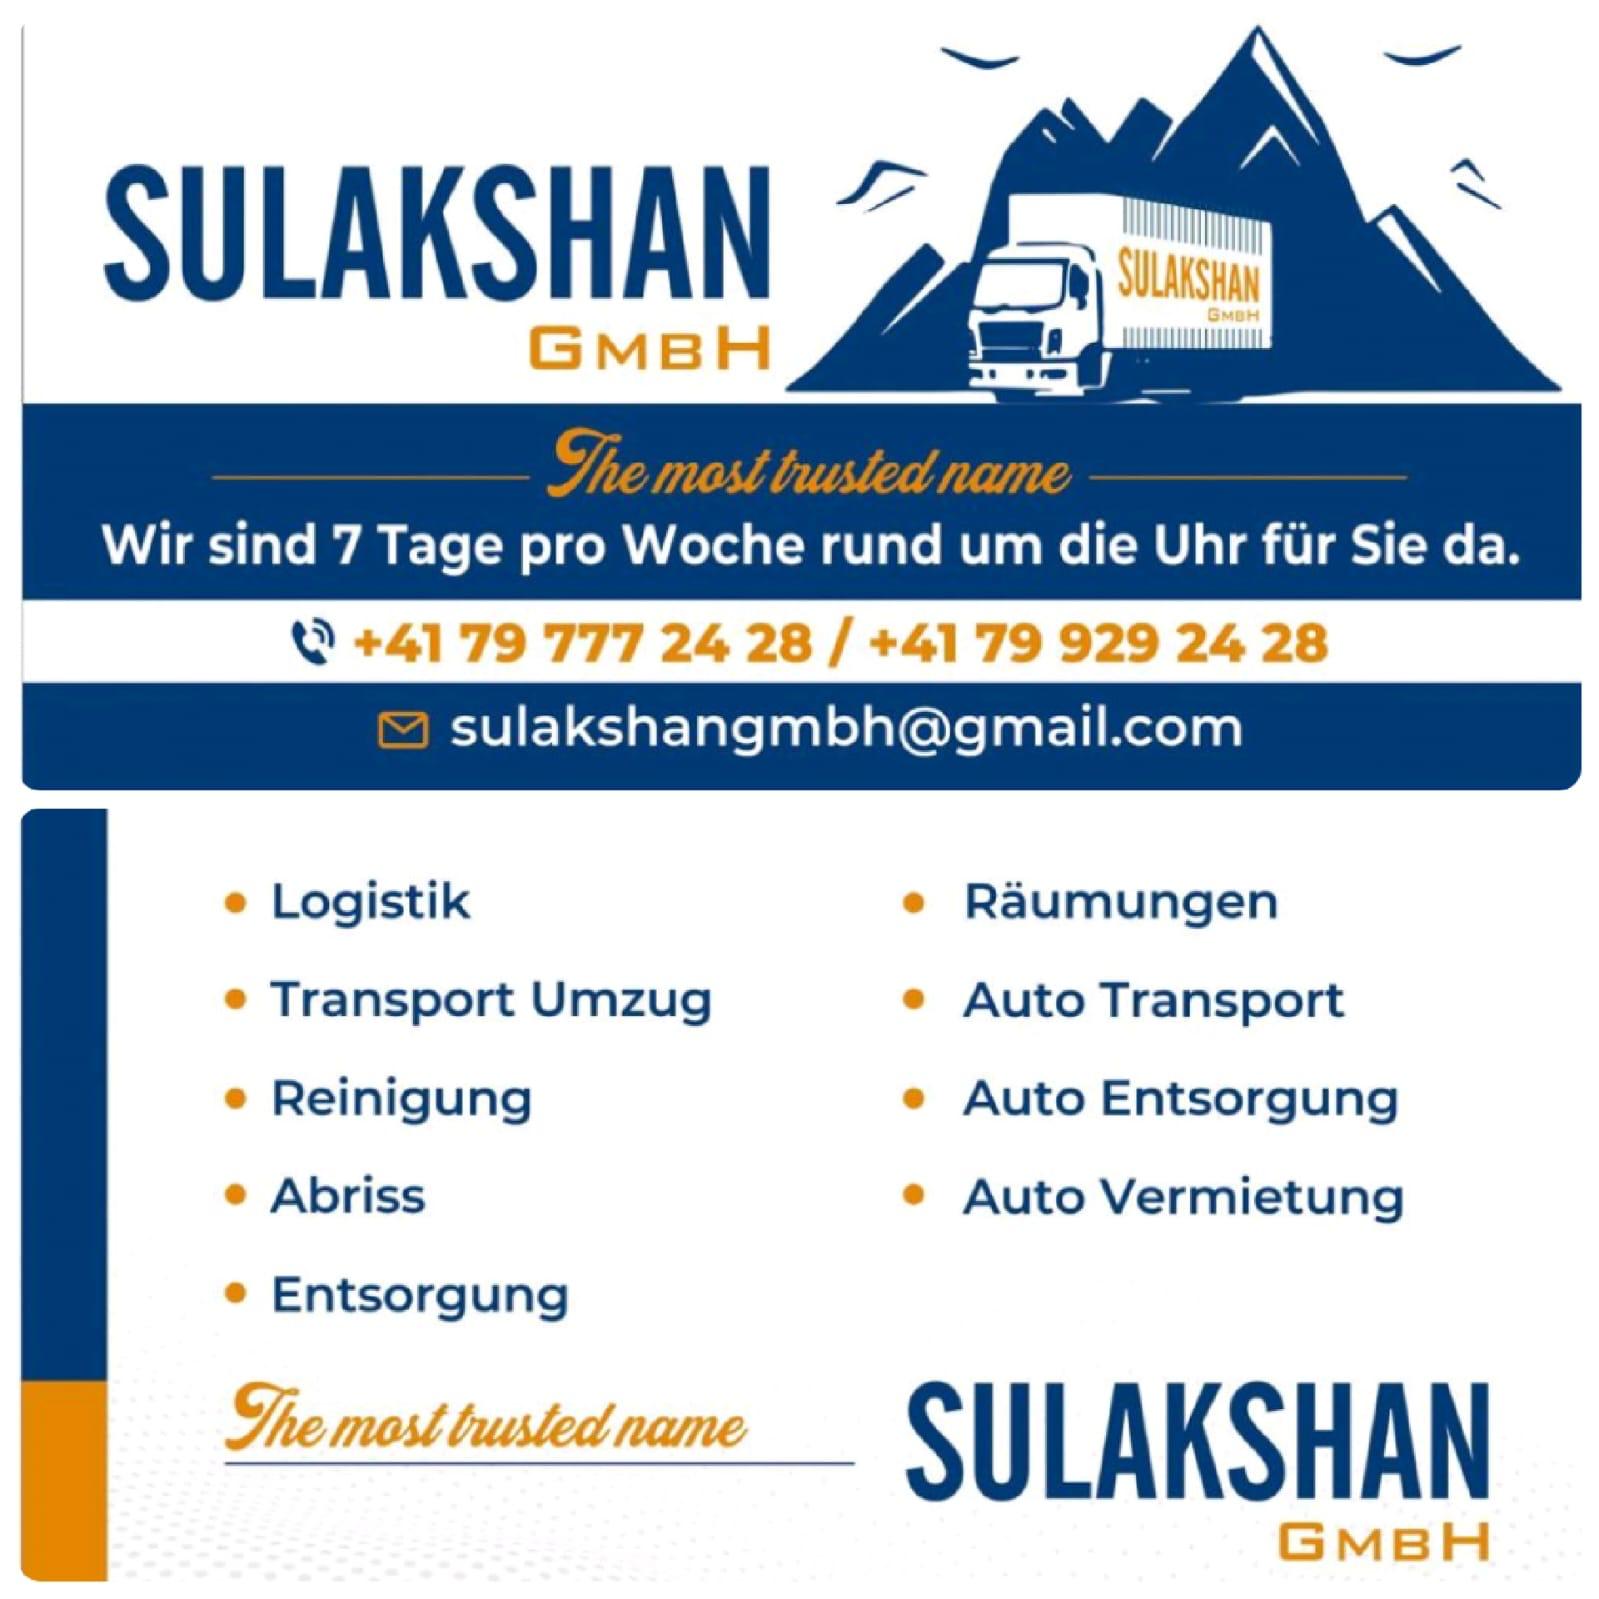 SULAKSHAN
GMBH
SULAKSHAN
GMBH
The most trusted name
Wir sind 7 Tage pro Woche rund um die Uhr für Sie da.
+41 79 777 24 28 / +41 79 929 24 28
sulakshangmbh@gmail.com
Logistik
Transport Umzug
Reinigung
Abriss
Entsorgung
Räumungen
Auto Transport
Auto Entsorgung
Auto Vermietung
The most trusted name
SULAKSHAN
GMBH